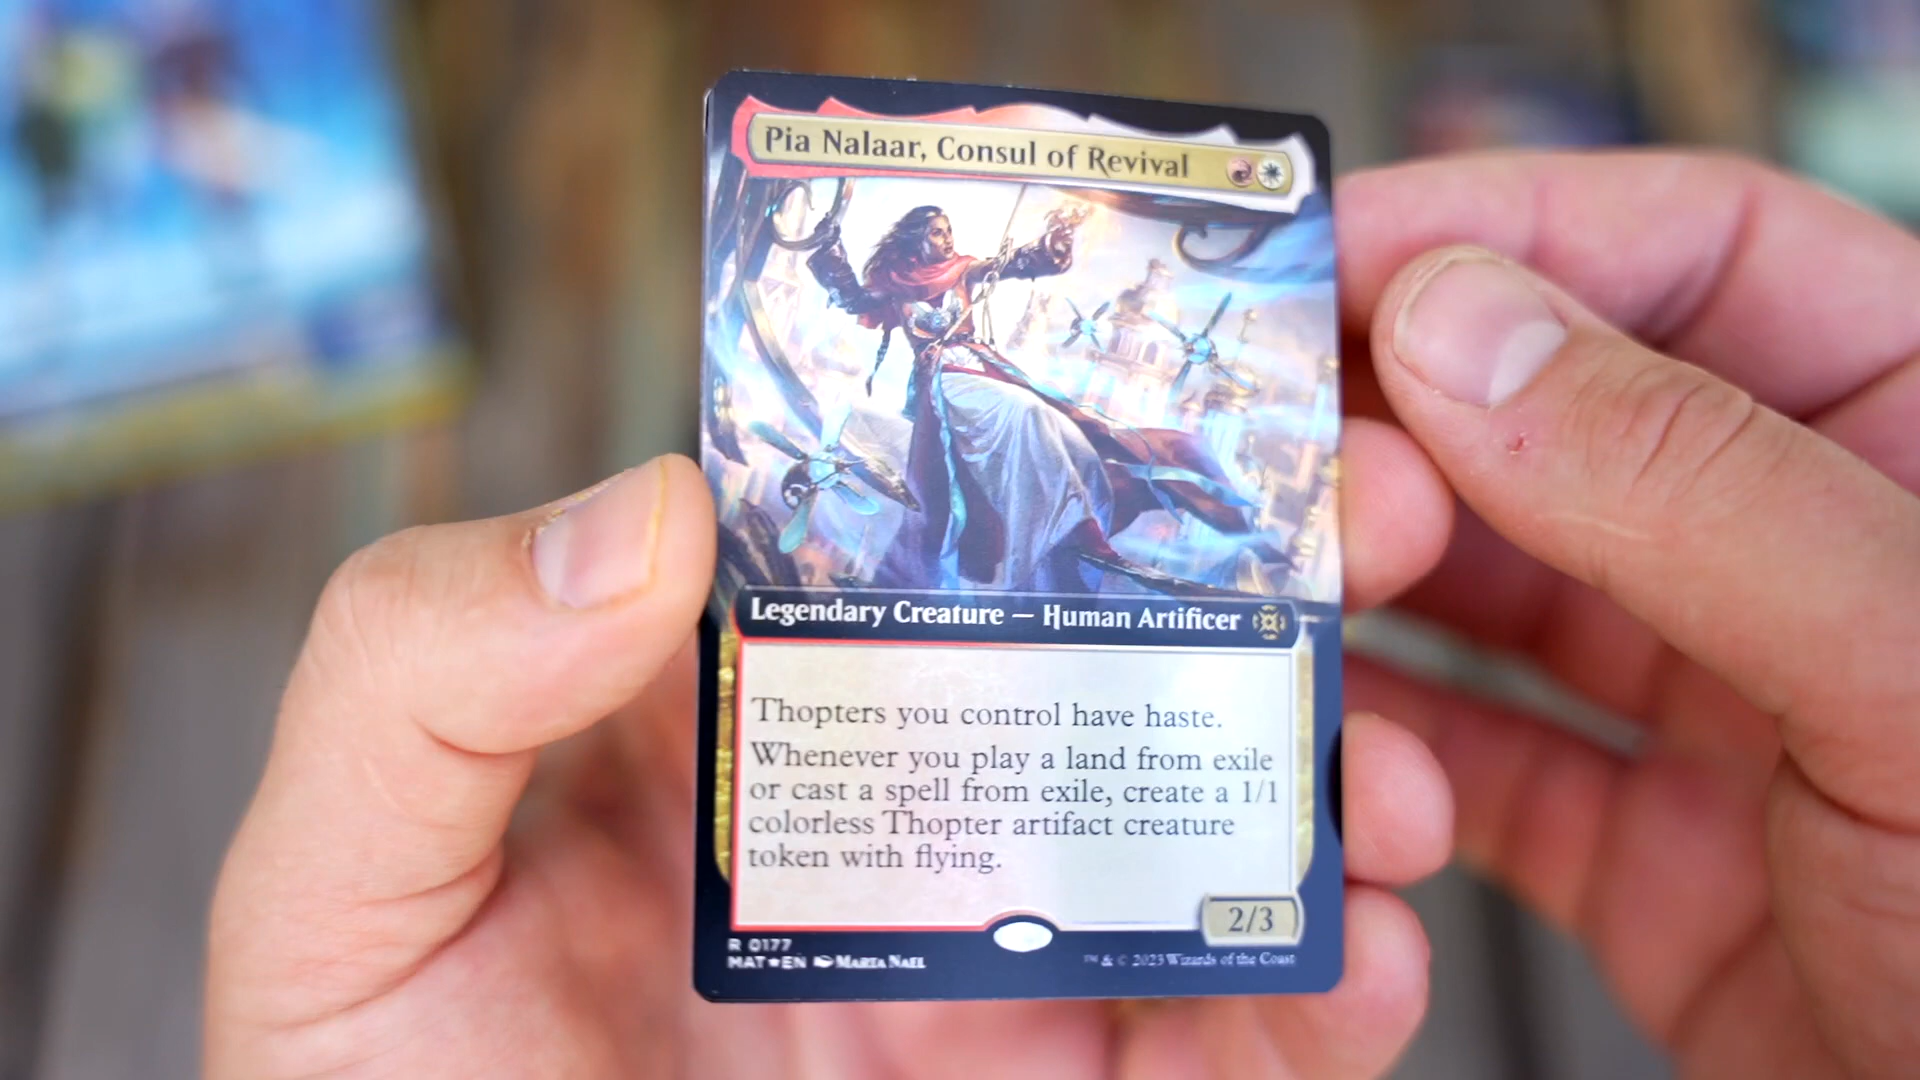 Pia Nalaar, Consul of Revival
Legendary Creature — Human Artificer
Thopters you control have haste.
Whenever you play a land from exile
or cast a spell from exile, create a 1/1
colorless Thopter artifact creature
token with flying.
2/3
R 0177
MAT★EN Marta Nael
™ & © 2023 Wizards of the Coast